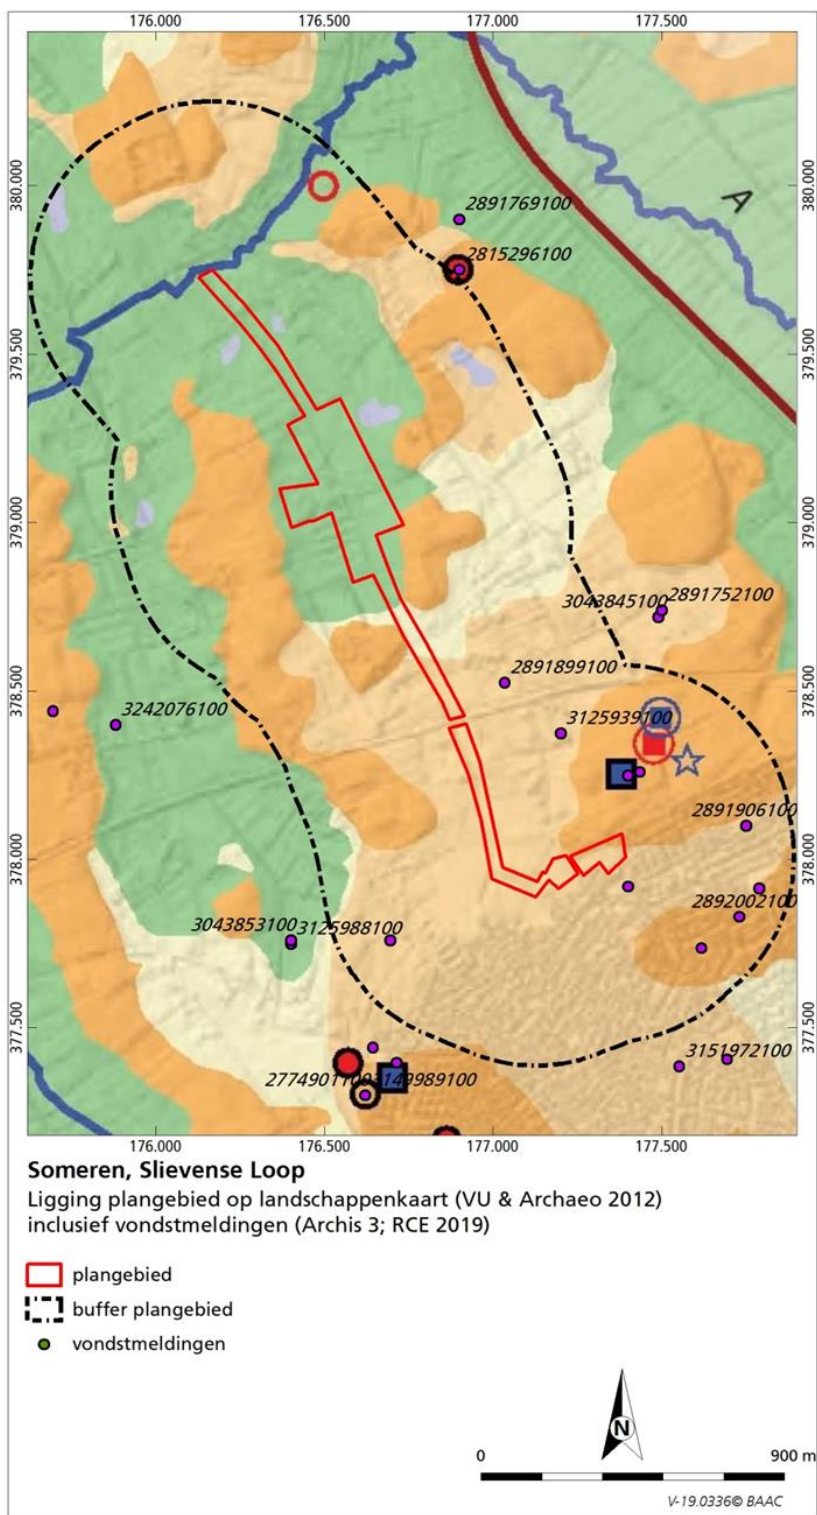 176.000 176.500 177.000 177.500
380.000 380.000
2891769100
A
2815296100
379.500 379.500
379.000 379.000
3043845100 2891752100
2891899100
378.500 378.500
3242076100
3125939100
2891906100
378.000 378.000
2892002100
3043853100 3125988100
377.500 377.500
3151972100
176.000 176.500 177.000 177.500
Someren, Slievense Loop
Ligging plangebied op landschappenkaart (VU & Archaeo 2012)
inclusief vondstmeldingen (Archis 3; RCE 2019)
plangebied
buffer plangebied
vondstmeldingen
N
0 900 m
V-19.0336© BAAC